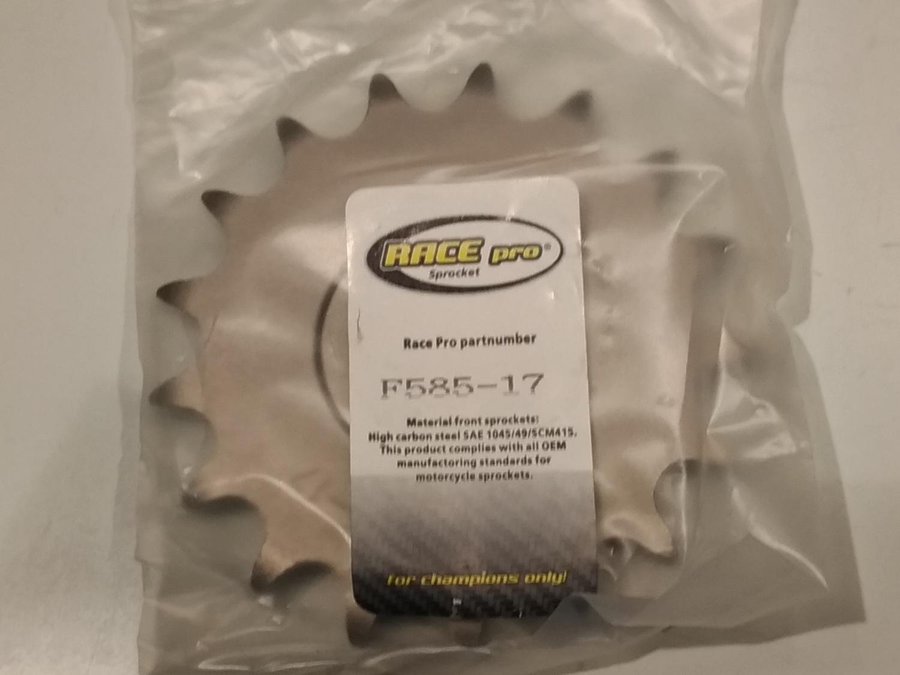 RACE pro®
Sprocket
Race Pro partnumber
F585-17
Material front sprockets:
High carbon steel SAE 1045/49/SCM415.
This product complies with all OEM
manufactoring standards for
motorcycle sprockets.
for champions only!